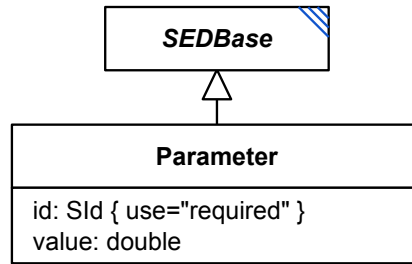 SEDBase
Parameter
id: SId { use="required" }
value: double